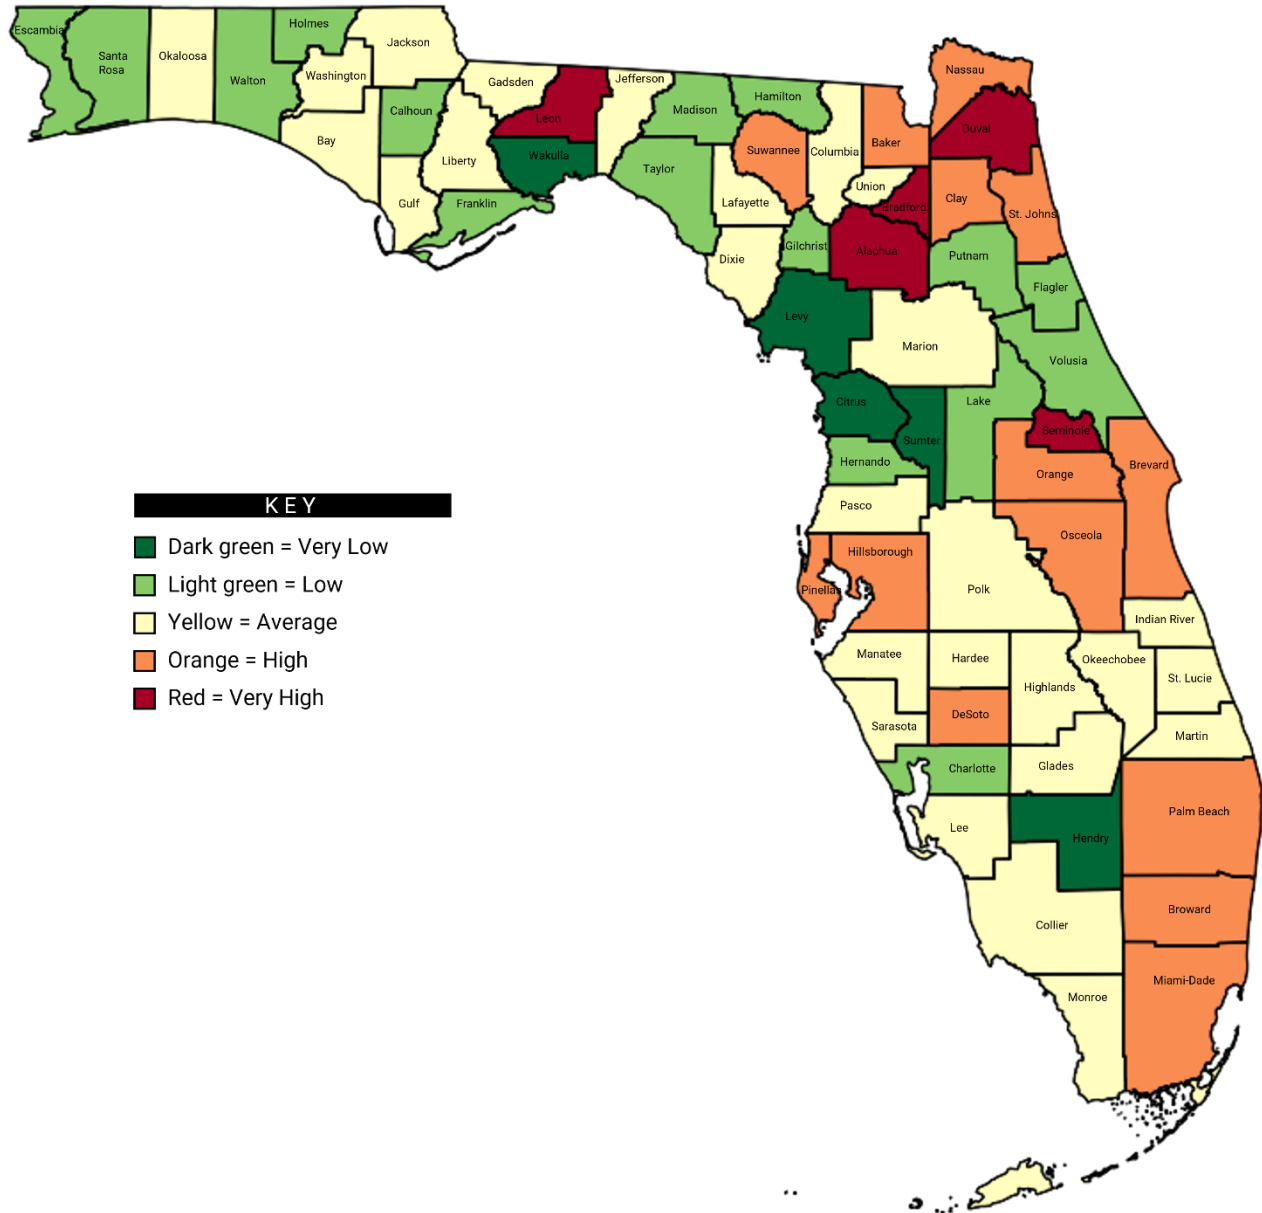 Escambia
Santa
Rosa
Okaloosa
Walton
Holmes
Washington
Jackson
Bay
Calhoun
Gulf
Liberty
Gadsden
Franklin
Leon
Wakulla
Jefferson
Madison
Taylor
Hamilton
Suwannee
Lafayette
Dixie
Columbia
Gilchrist
Levy
Baker
Union
Bradford
Alachua
Nassau
Duval
Clay
St. Johns
Putnam
Flagler
Marion
Volusia
Citrus
Sumter
Lake
Seminole
Hernando
Orange
Brevard
Pasco
Osceola
Hillsborough
Pinellas
Polk
Indian River
Manatee
Hardee
Highlands
Okeechobee
St. Lucie
Sarasota
DeSoto
Martin
Charlotte
Glades
Lee
Hendry
Palm Beach
Collier
Broward
Monroe
Miami-Dade
KEY
Dark green = Very Low
Light green = Low
Yellow = Average
Orange = High
Red = Very High